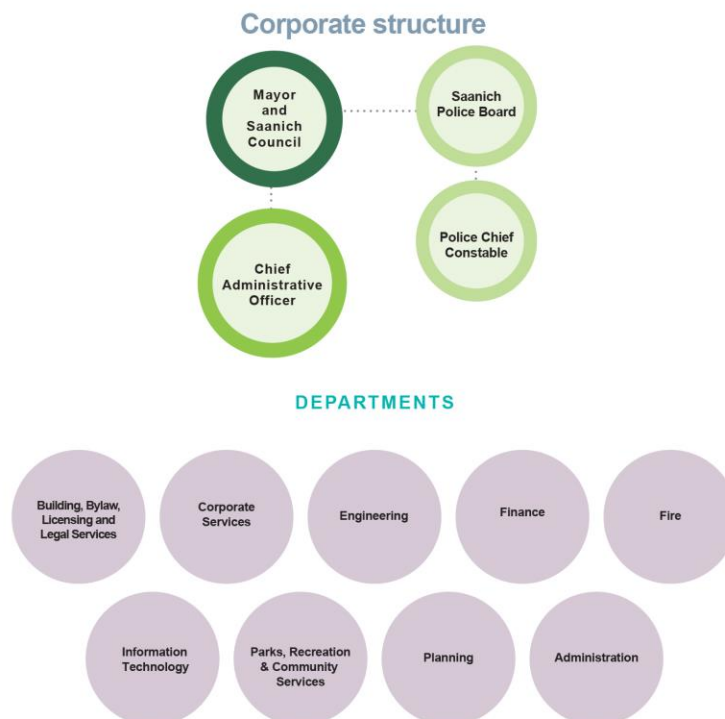 Corporate structure
Mayor
and
Saanich
Council
Saanich
Police Board
Chief
Administrative
Officer
Police Chief
Constable
DEPARTMENTS
Building, Bylaw,
Licensing and
Legal Services
Corporate
Services
Engineering
Finance
Fire
Information
Technology
Parks, Recreation
& Community
Services
Planning
Administration